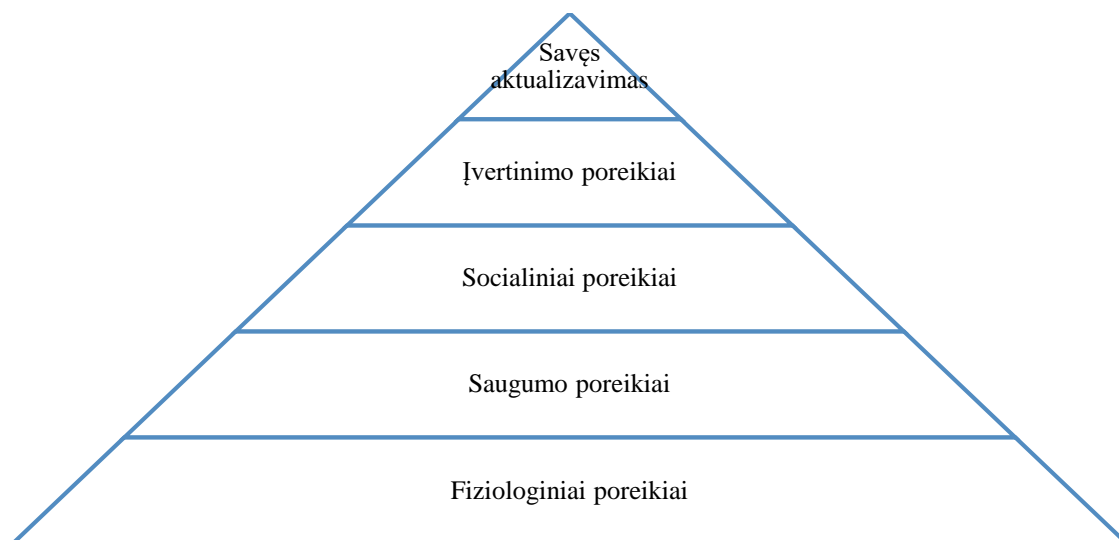 Savęs
aktualizavimas
Įvertinimo poreikiai
Socialiniai poreikiai
Saugumo poreikiai
Fiziologiniai poreikiai